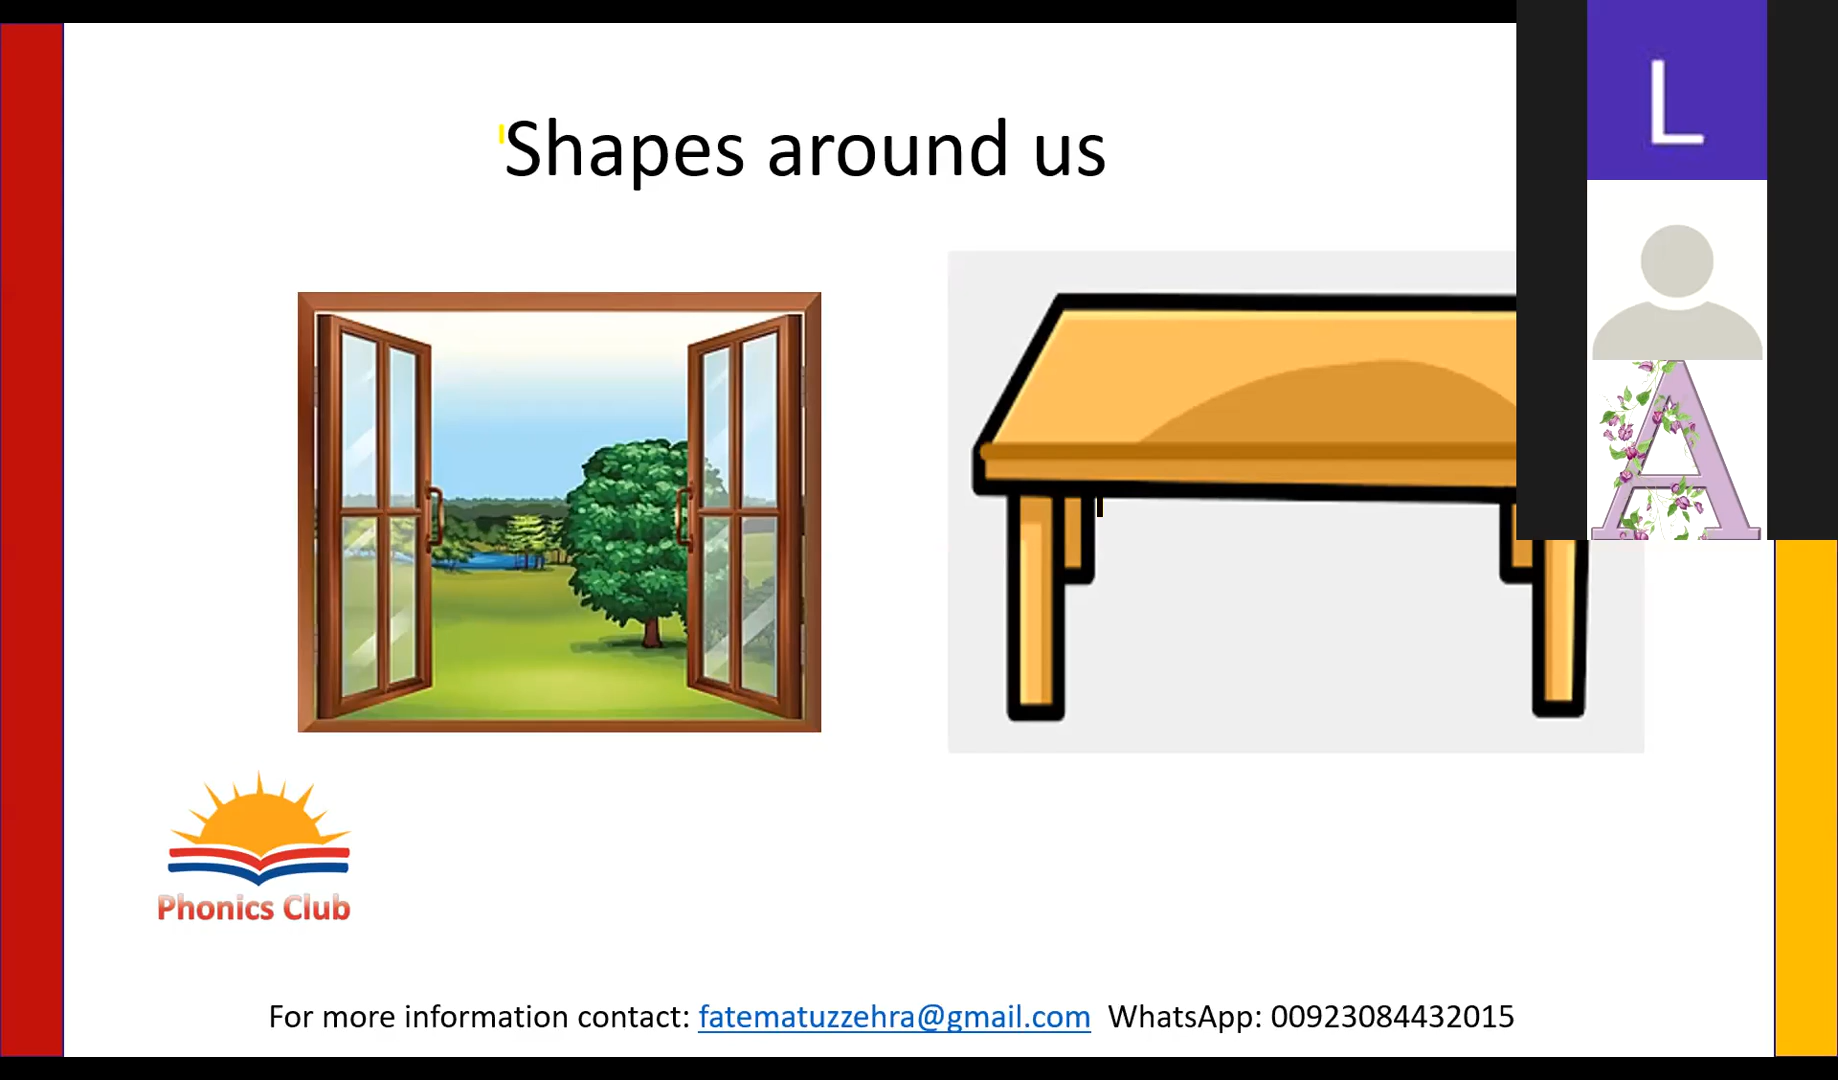 Shapes around us
L
A
Phonics Club
For more information contact: fatematuzzehra@gmail.com WhatsApp: 00923084432015